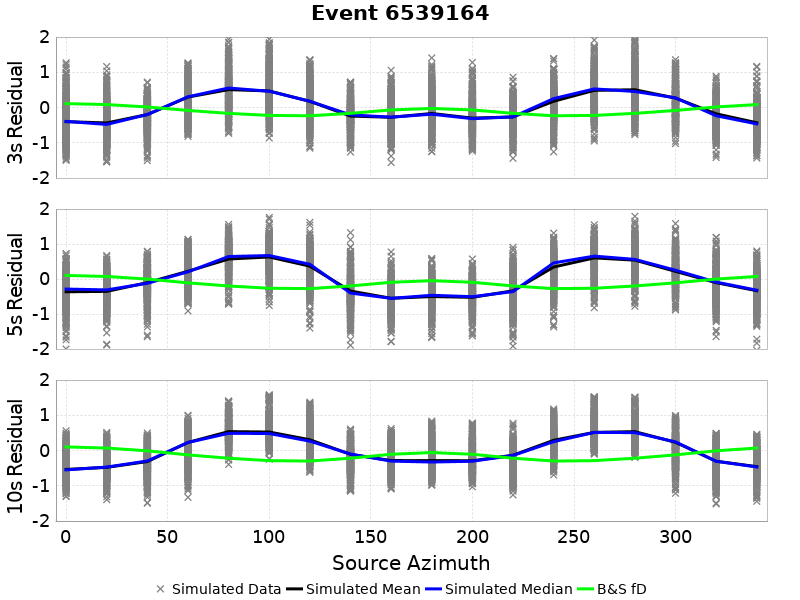 Event 6539164
3s Residual
2
1
0
-1
-2
5s Residual
2
1
0
-1
-2
10s Residual
2
1
0
-1
-2
0 50 100 150 200 250 300
Source Azimuth
Simulated Data Simulated Mean Simulated Median B&S fD